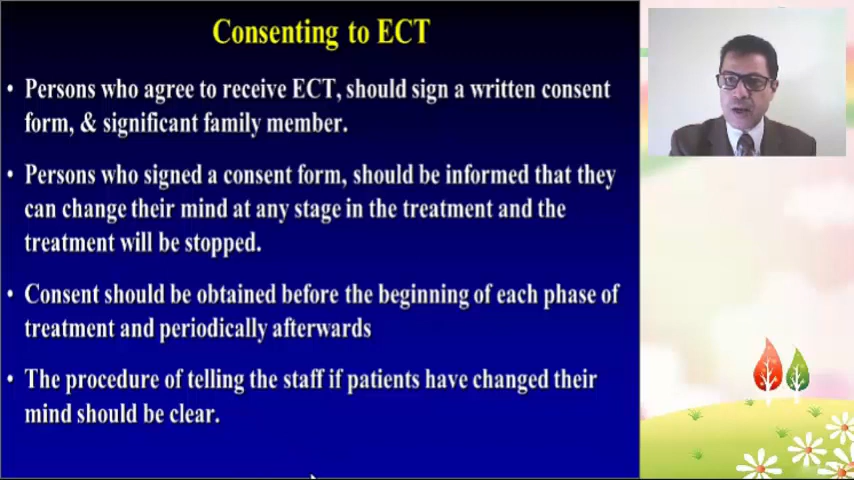 Consenting to ECT
• Persons who agree to receive ECT, should sign a written consent
form, & significant family member.
• Persons who signed a consent form, should be informed that they
can change their mind at any stage in the treatment and the
treatment will be stopped.
• Consent should be obtained before the beginning of each phase of
treatment and periodically afterwards
• The procedure of telling the staff if patients have changed their
mind should be clear.